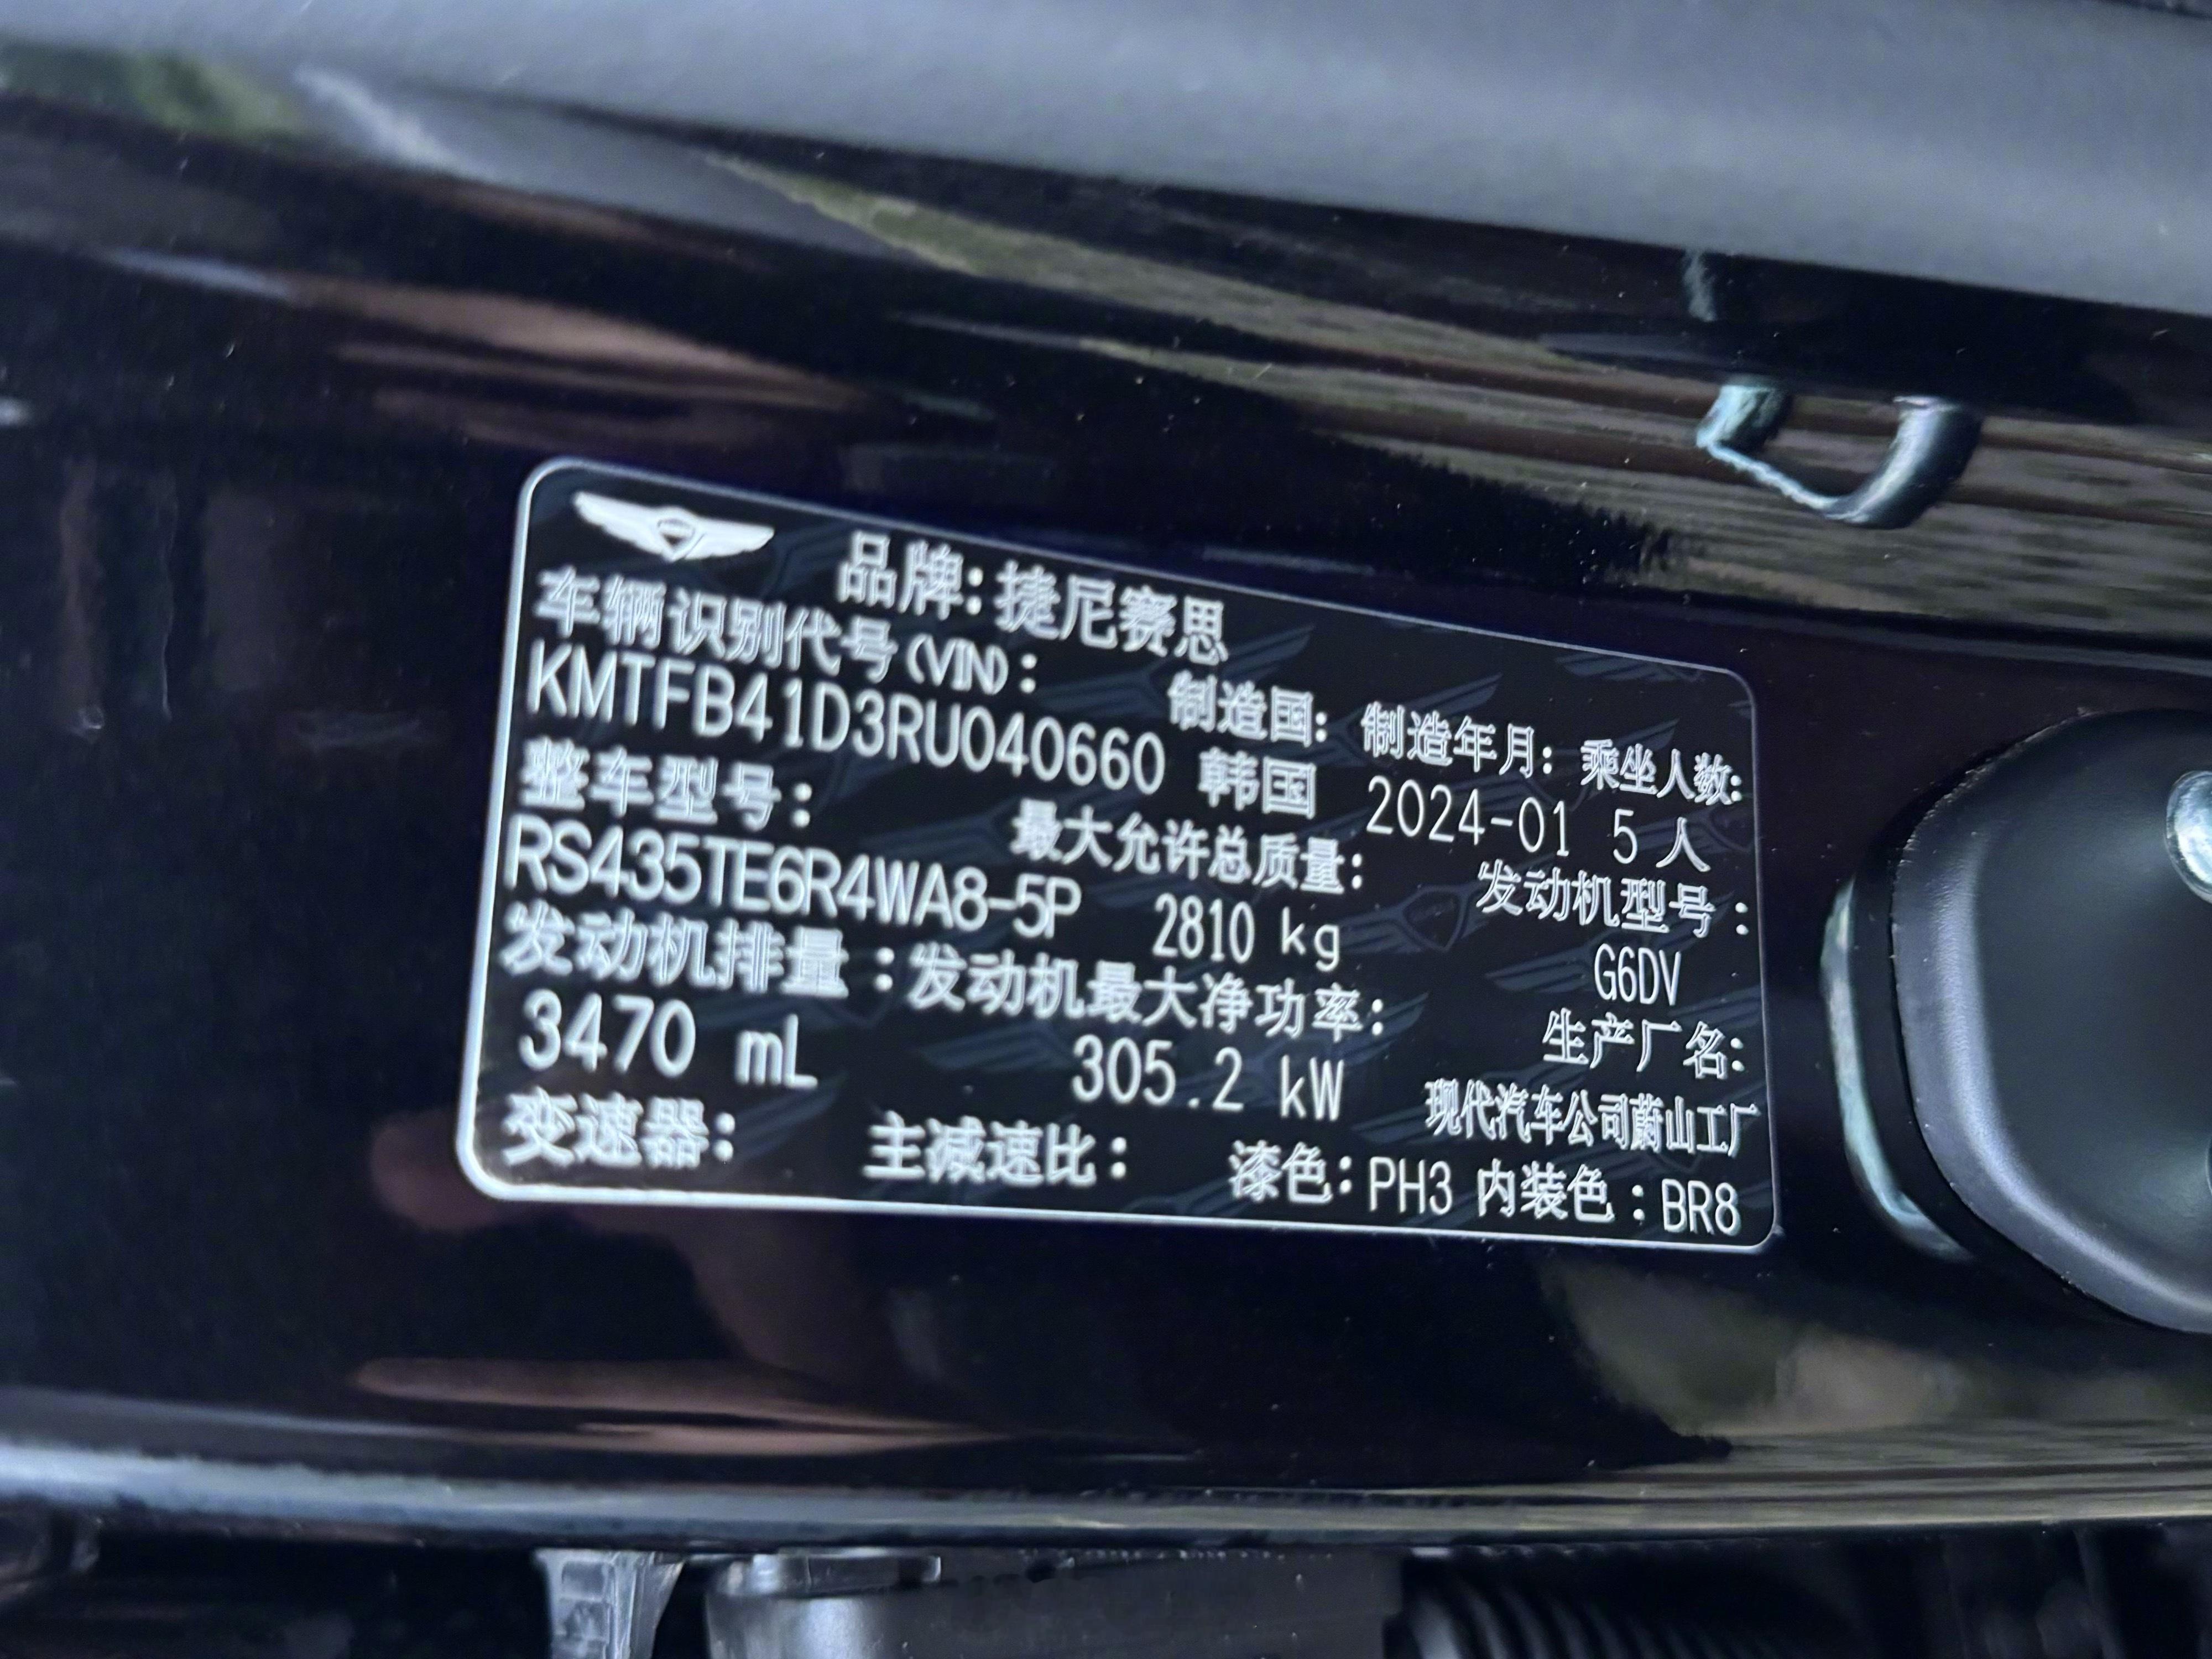 品牌:捷尼赛思
车辆识别代号(VIN): 制造国: 制造年月: 乘坐人数:
KMTFB41D3RU040660 韩国 2024-01 5 人
整车型号: 最大允许总质量: 发动机型号:
RS435TE6R4WA8-5P 2810 kg G6DV
发动机排量:发动机最大净功率: 生产厂名:
3470 mL 305.2 kW 现代汽车公司蔚山工厂
变速器: 主减速比: 漆色:PH3 内装色:BR8